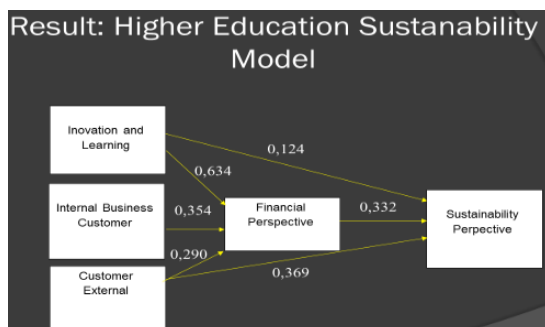 Result: Higher Education Sustanability
Model
Inovation and
Learning
0,124
0,634
Internal Business
Customer
0,354
Financial
Perspective
0,332
Sustainability
Perpective
0,290
Customer
External
0,369